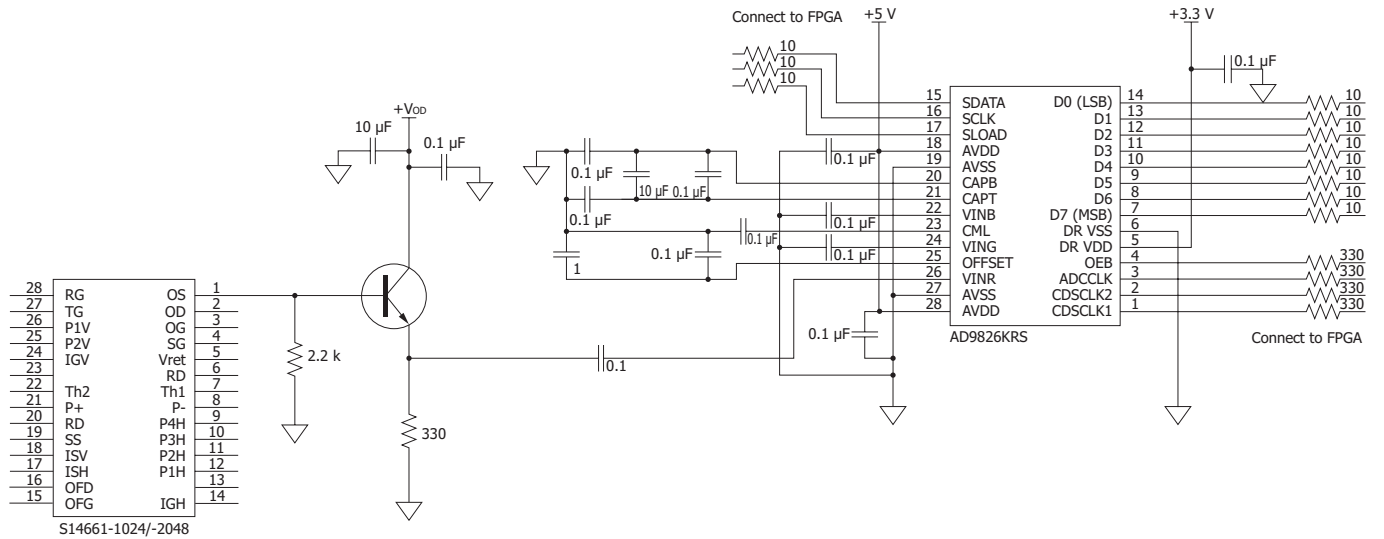 Connect to FPGA
+5 V
+3.3 V
10
10
10
0.1 µF
+VOD
10 µF
0.1 µF
15 SDATA D0 (LSB) 14 10
16 SCLK D1 13 10
17 SLOAD D2 12 10
18 AVDD D3 11 10
19 AVSS D4 10 10
20 CAPB D5 9 10
21 CAPT D6 8 10
22 VINB D7 (MSB) 7 10
23 CML DR VSS 6
24 VING DR VDD 5
25 OFFSET OEB 4 330
26 VINR ADCCLK 3 330
27 AVSS CDSCLK2 2 330
28 AVDD CDSCLK1 1 330
AD9826KRS
Connect to FPGA
0.1 µF
0.1 µF
10 µF
0.1 µF
0.1 µF
0.1 µF
0.1 µF
0.1 µF
0.1 µF
1
0.1 µF
0.1
2.2 k
330
28 RG OS 1
27 TG OD 2
26 P1V OG 3
25 P2V SG 4
24 IGV Vret 5
23 RD 6
22 Th2 Th1 7
21 P+ P- 8
20 RD P4H 9
19 SS P3H 10
18 ISV P2H 11
17 ISH P1H 12
16 OFD 13
15 OFG IGH 14
S14661-1024/-2048